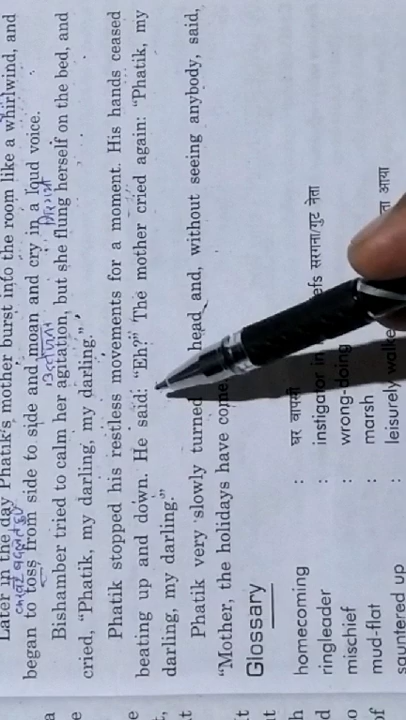 Later in the day Phatik's mother burst into the room like a whirlwind, and
करवटें बदलते हुए
began to toss from side to side and moan and cry in a loud voice.
Bishamber tried to calm her agitation, but she flung herself on the bed, and
cried, "Phatik, my darling, my darling."
Phatik stopped his restless movements for a moment. His hands ceased
beating up and down. He said: "Eh?" The mother cried again: "Phatik, my
darling, my darling."
Phatik very slowly turned head and, without seeing anybody, said,
"Mother, the holidays have come
Glossary
homecoming : घर वापसी
ringleader : instigator in efs सरगना/गुट नेता
mischief : wrong-doing
mud-flat : marsh
sauntered up : leisurely walke ता आया